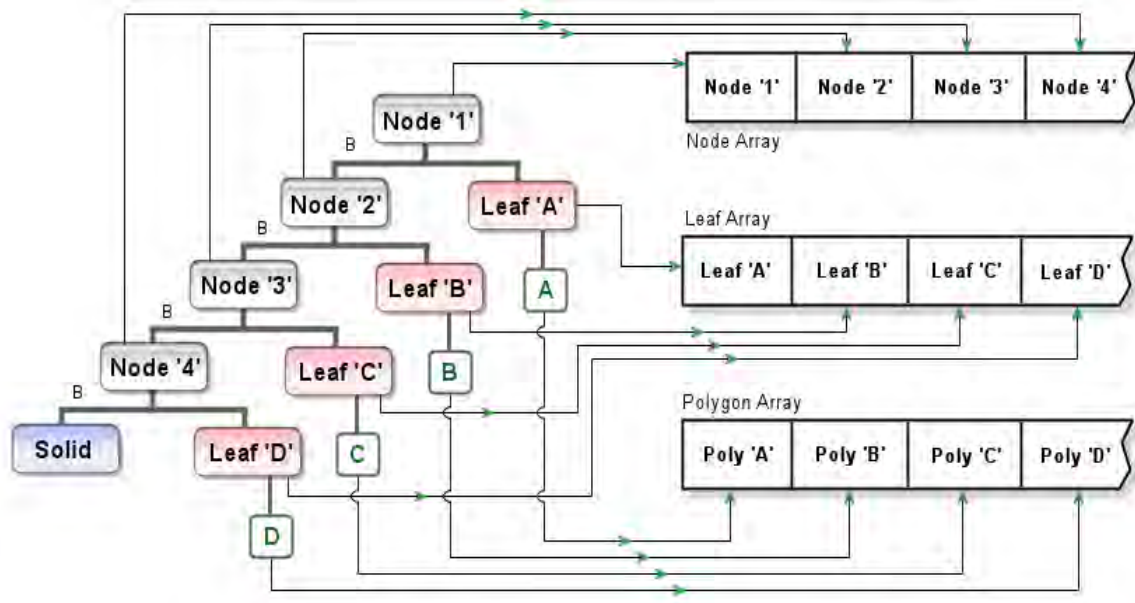 Node '1'
Node '2'
Node '3'
Node '4'
Node Array
Node '1'
B
Node '2'
Leaf 'A'
Leaf Array
B
Node '3'
Leaf 'B'
A
Leaf 'A'
Leaf 'B'
Leaf 'C'
Leaf 'D'
B
Node '4'
Leaf 'C'
B
B
Polygon Array
Solid
Leaf 'D'
C
Poly 'A'
Poly 'B'
Poly 'C'
Poly 'D'
D